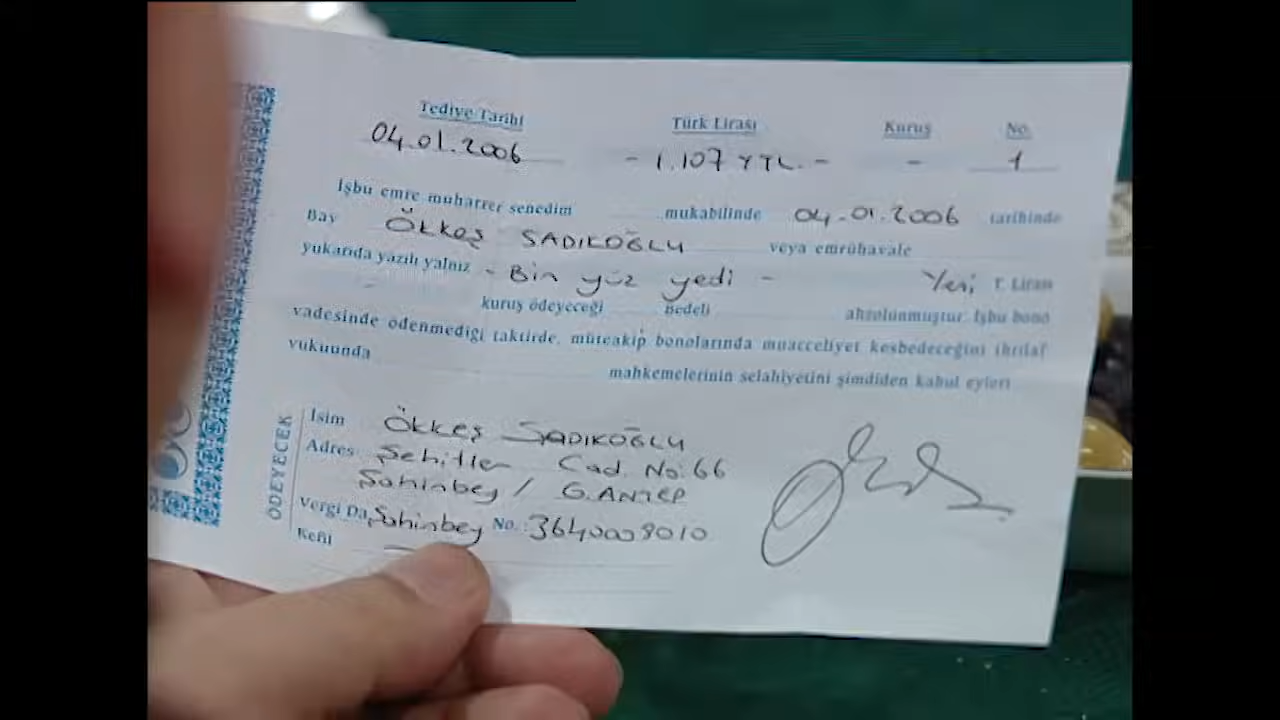 Tediye Tarihi Türk Lirası Kuruş No.
04.01.2006 - 1.107 YTL. - - 1
İşbu emre muharrer senedim mukabilinde 04.01.2006 tarihinde
Bay Ökkeş SADIKOĞLU veya emrühavale
yukarıda yazılı yalnız - Bin yüz yedi - Yeni T. Lirası
kuruş ödeyeceği bedeli ahzolunmuştur. İşbu bono
vadesinde ödenmediği taktirde, müteakip bonolarında muacceliyet kesbedeceğini ihtilaf
vukuunda mahkemelerinin selahiyetini şimdiden kabul eyleri
ÖDEYECEK
İsim Ökkeş SADIKOĞLU
Adres Şehitler Cad. No: 66
Şahinbey / G.ANTEP
Vergi Da. Şahinbey No. : 3640008010
Kefil